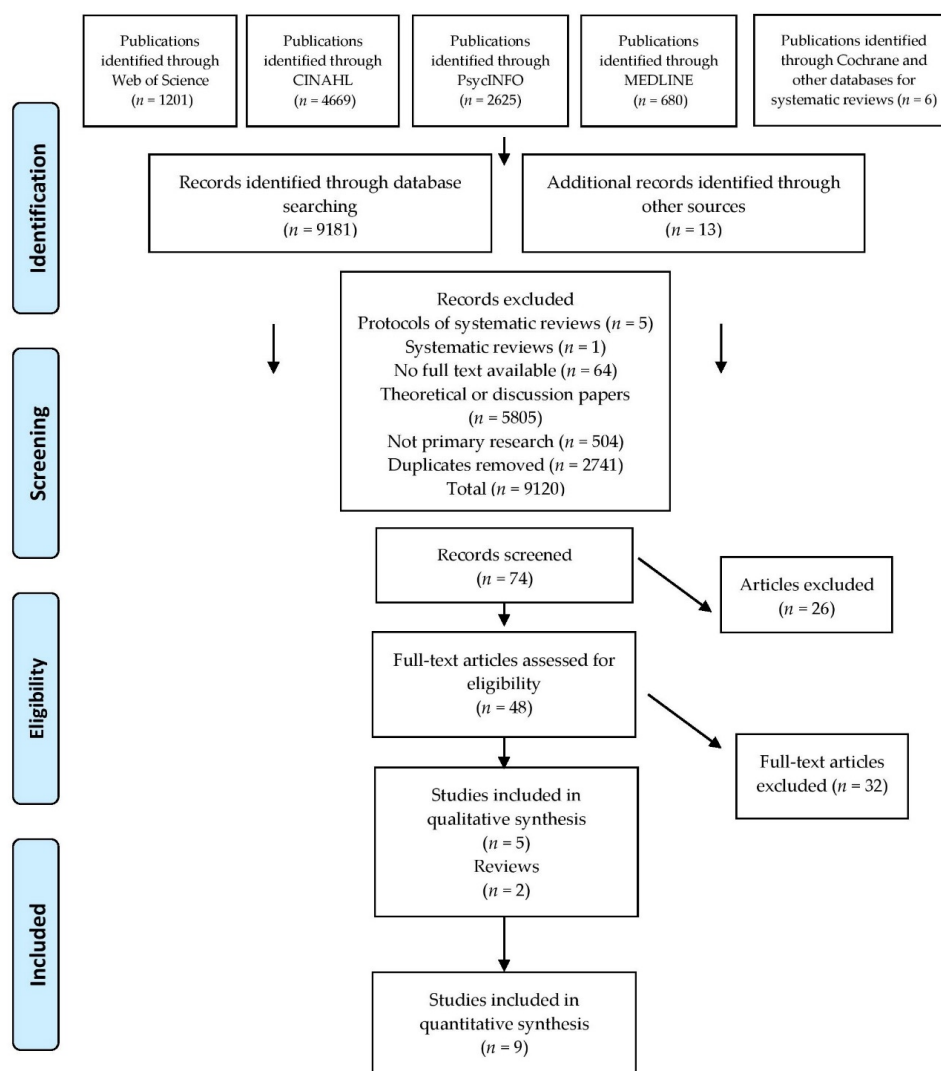 Publications
identified through
Web of Science
(n = 1201)
Publications
identified through
CINAHL
(n = 4669)
Publications
identified through
PsycINFO
(n = 2625)
Publications
identified through
MEDLINE
(n = 680)
Publications identified
through Cochrane and
other databases for
systematic reviews (n = 6)
Identification
Records identified through database
searching
(n = 9181)
Additional records identified through
other sources
(n = 13)
Records excluded
Protocols of systematic reviews (n = 5)
Systematic reviews (n = 1)
No full text available (n = 64)
Theoretical or discussion papers
(n = 5805)
Not primary research (n = 504)
Duplicates removed (n = 2741)
Total (n = 9120)
Screening
Records screened
(n = 74)
Articles excluded
(n = 26)
Eligibility
Full-text articles assessed for
eligibility
(n = 48)
Full-text articles
excluded (n = 32)
Studies included in
qualitative synthesis
(n = 5)
Reviews
(n = 2)
Included
Studies included in
quantitative synthesis
(n = 9)